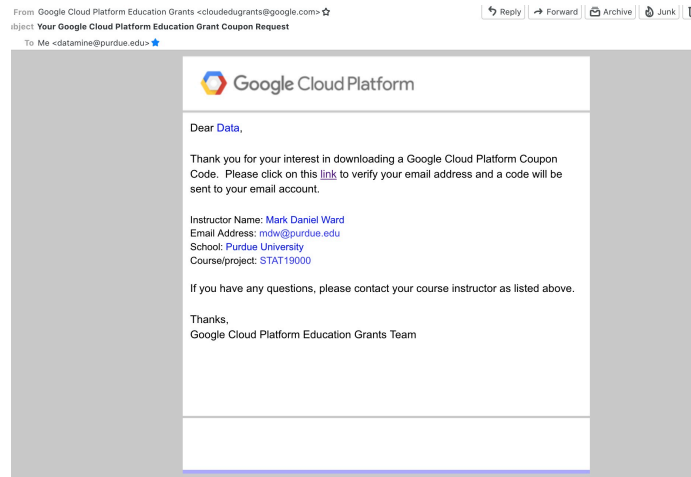 From Google Cloud Platform Education Grants <cloudedugrants@google.com>
Reply Forward Archive Junk
Subject Your Google Cloud Platform Education Grant Coupon Request
To Me <datamine@purdue.edu>
Google Cloud Platform
Dear Data,
Thank you for your interest in downloading a Google Cloud Platform Coupon
Code. Please click on this link to verify your email address and a code will be
sent to your email account.
Instructor Name: Mark Daniel Ward
Email Address: mdw@purdue.edu
School: Purdue University
Course/project: STAT19000
If you have any questions, please contact your course instructor as listed above.
Thanks,
Google Cloud Platform Education Grants Team